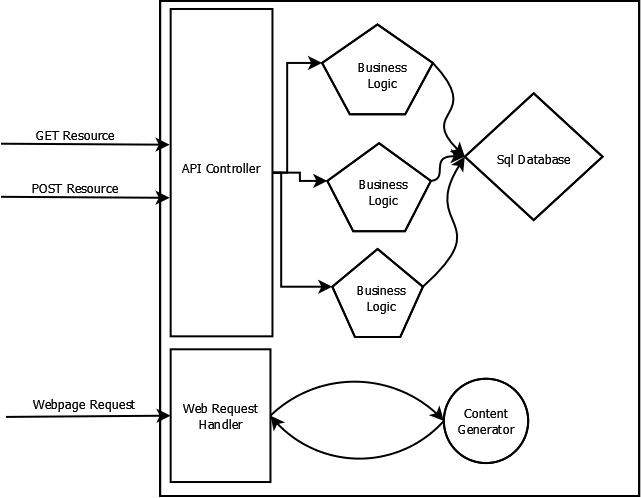 GET Resource
POST Resource
API Controller
Business
Logic
Business
Logic
Business
Logic
Sql Database
Webpage Request
Web Request
Handler
Content
Generator